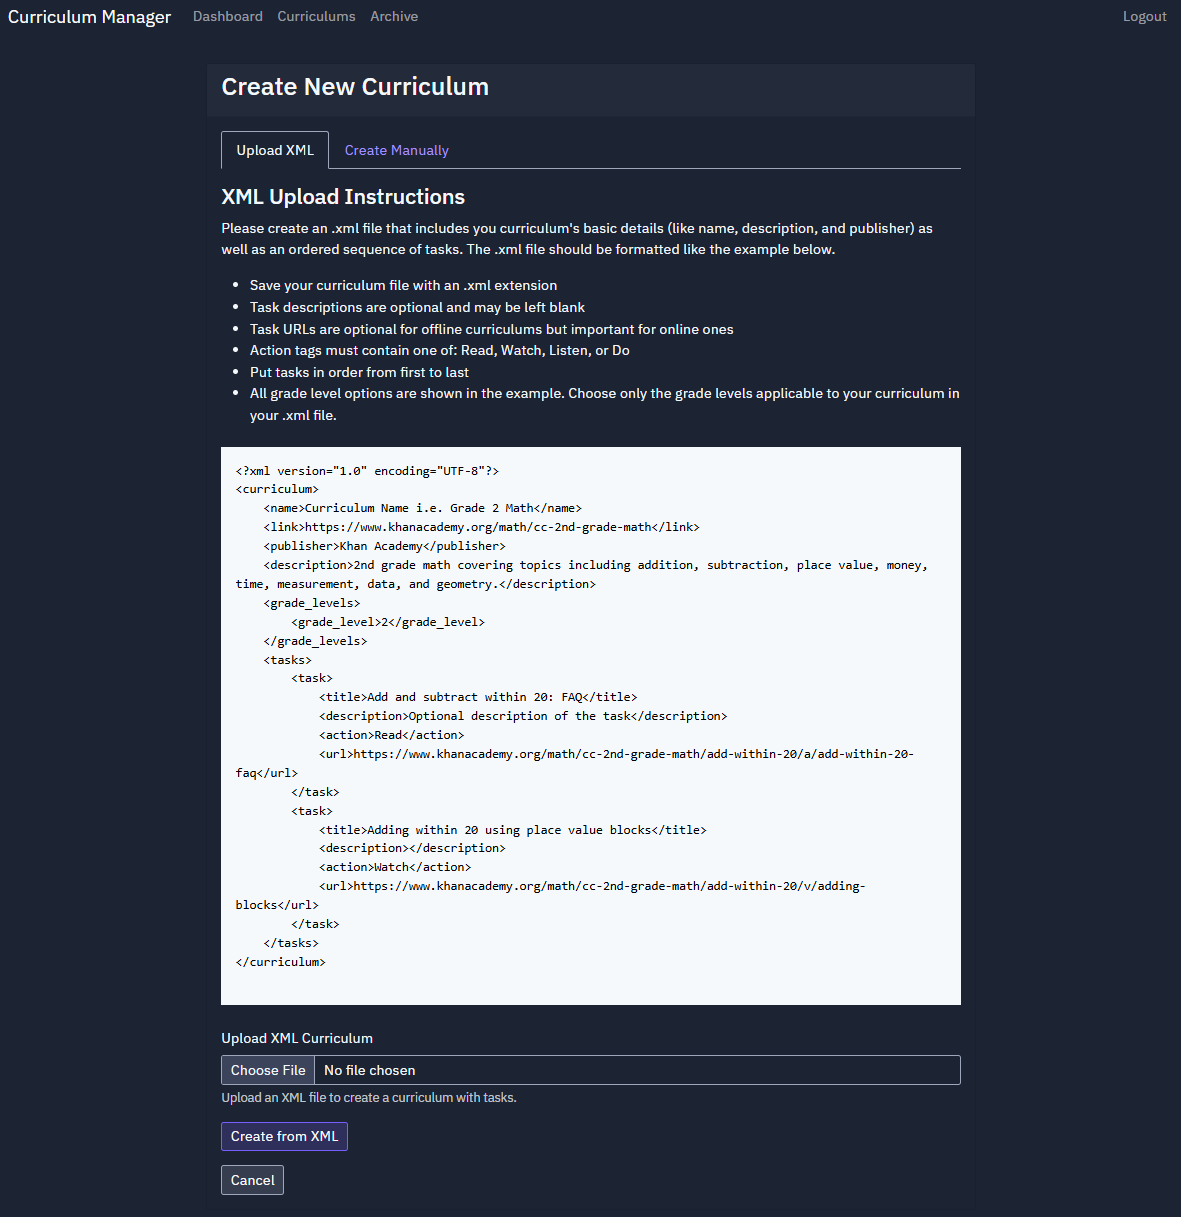 Curriculum Manager Dashboard Curriculums Archive Logout
Create New Curriculum
Upload XML Create Manually
XML Upload Instructions
Please create an .xml file that includes you curriculum's basic details (like name, description, and publisher) as
well as an ordered sequence of tasks. The .xml file should be formatted like the example below.
• Save your curriculum file with an .xml extension
• Task descriptions are optional and may be left blank
• Task URLs are optional for offline curriculums but important for online ones
• Action tags must contain one of: Read, Watch, Listen, or Do
• Put tasks in order from first to last
• All grade level options are shown in the example. Choose only the grade levels applicable to your curriculum in
your .xml file.
<?xml version="1.0" encoding="UTF-8"?>
<curriculum>
    <name>Curriculum Name i.e. Grade 2 Math</name>
    <link>https://www.khanacademy.org/math/cc-2nd-grade-math</link>
    <publisher>Khan Academy</publisher>
    <description>2nd grade math covering topics including addition, subtraction, place value, money,
time, measurement, data, and geometry.</description>
    <grade_levels>
        <grade_level>2</grade_level>
    </grade_levels>
    <tasks>
        <task>
            <title>Add and subtract within 20: FAQ</title>
            <description>Optional description of the task</description>
            <action>Read</action>
            <url>https://www.khanacademy.org/math/cc-2nd-grade-math/add-within-20/a/add-within-20-
faq</url>
        </task>
        <task>
            <title>Adding within 20 using place value blocks</title>
            <description></description>
            <action>Watch</action>
            <url>https://www.khanacademy.org/math/cc-2nd-grade-math/add-within-20/v/adding-
blocks</url>
        </task>
    </tasks>
</curriculum>
Upload XML Curriculum
Choose File No file chosen
Upload an XML file to create a curriculum with tasks.
Create from XML
Cancel